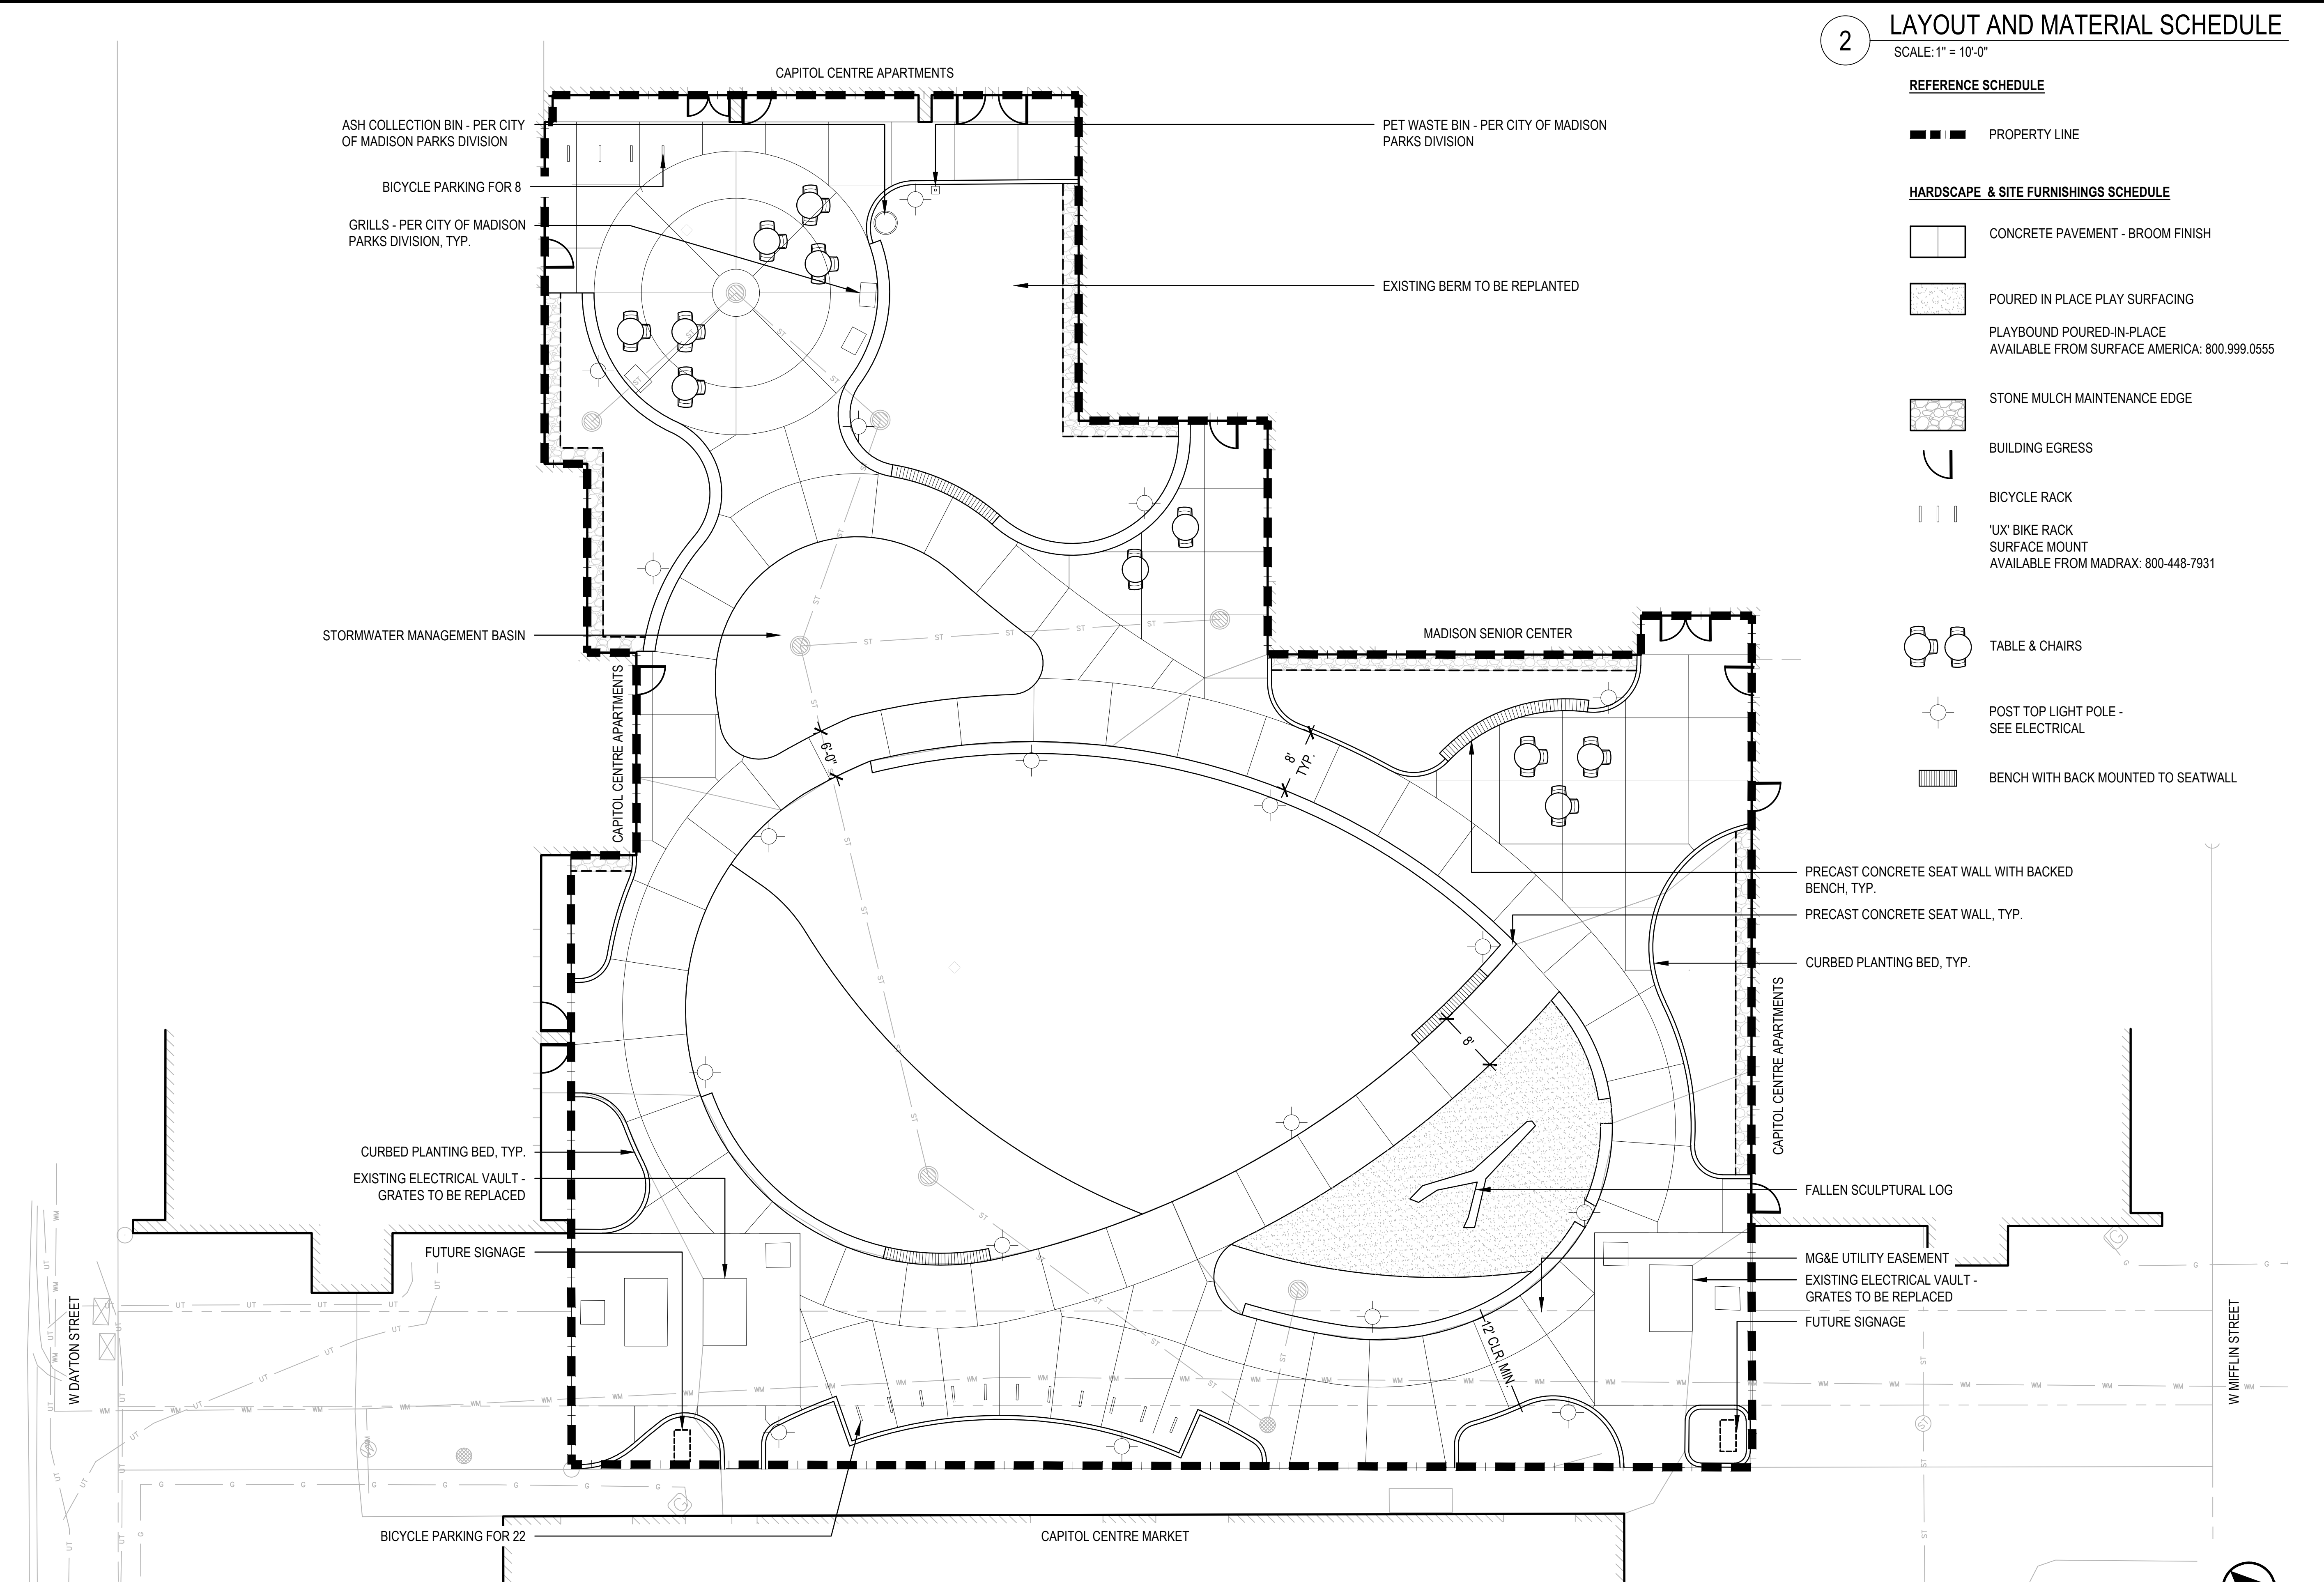 2
LAYOUT AND MATERIAL SCHEDULE
SCALE: 1" = 10'-0"
REFERENCE SCHEDULE
PROPERTY LINE
HARDSCAPE & SITE FURNISHINGS SCHEDULE
CONCRETE PAVEMENT - BROOM FINISH
POURED IN PLACE PLAY SURFACING
PLAYBOUND POURED-IN-PLACE
AVAILABLE FROM SURFACE AMERICA: 800.999.0555
STONE MULCH MAINTENANCE EDGE
BUILDING EGRESS
BICYCLE RACK
'UX' BIKE RACK
SURFACE MOUNT
AVAILABLE FROM MADRAX: 800-448-7931
TABLE & CHAIRS
POST TOP LIGHT POLE -
SEE ELECTRICAL
BENCH WITH BACK MOUNTED TO SEATWALL
CAPITOL CENTRE APARTMENTS
ASH COLLECTION BIN - PER CITY
OF MADISON PARKS DIVISION
BICYCLE PARKING FOR 8
GRILLS - PER CITY OF MADISON
PARKS DIVISION, TYP.
PET WASTE BIN - PER CITY OF MADISON
PARKS DIVISION
EXISTING BERM TO BE REPLANTED
STORMWATER MANAGEMENT BASIN
MADISON SENIOR CENTER
CAPITOL CENTRE APARTMENTS
6'-0"
8'
TYP.
PRECAST CONCRETE SEAT WALL WITH BACKED
BENCH, TYP.
PRECAST CONCRETE SEAT WALL, TYP.
CURBED PLANTING BED, TYP.
CAPITOL CENTRE APARTMENTS
8'
CURBED PLANTING BED, TYP.
EXISTING ELECTRICAL VAULT -
GRATES TO BE REPLACED
FUTURE SIGNAGE
FALLEN SCULPTURAL LOG
MG&E UTILITY EASEMENT
EXISTING ELECTRICAL VAULT -
GRATES TO BE REPLACED
FUTURE SIGNAGE
12' CLR. MIN.
W DAYTON STREET
W MIFFLIN STREET
BICYCLE PARKING FOR 22
CAPITOL CENTRE MARKET